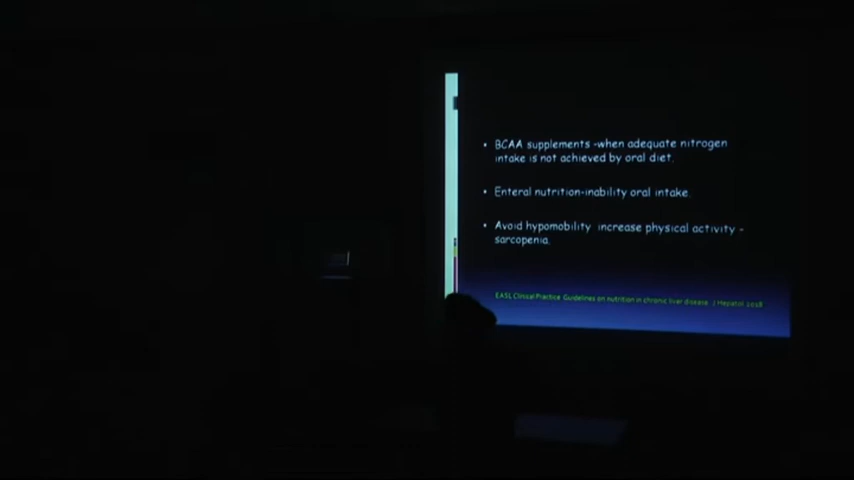 • BCAA supplements -when adequate nitrogen
intake is not achieved by oral diet.
• Enteral nutrition-inability oral intake.
• Avoid hypomobility increase physical activity -
sarcopenia.
EASL Clinical Practice Guidelines on nutrition in chronic liver disease. J Hepatol 2018